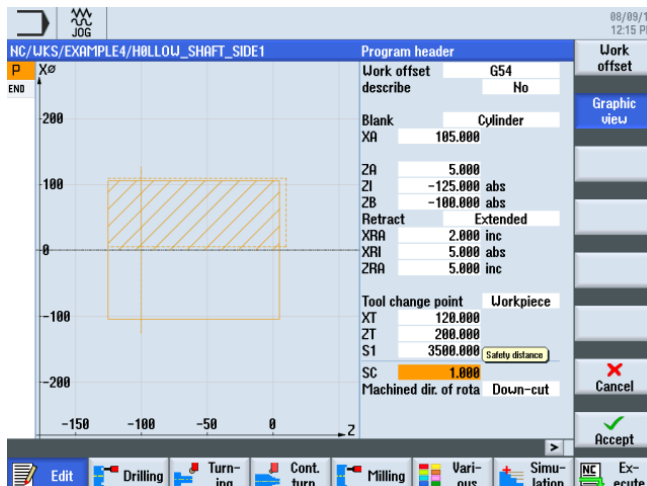 JOG
08/09/1
12:15 P
NC/WKS/EXAMPLE4/HØLLOW_SHAFT_SIDE1
Program header
Work
offset
P
END
XØ
Work offset G54
describe No
Graphic
view
Blank Cylinder
XA 105.000
ZA 5.000
ZI -125.000 abs
ZB -100.000 abs
Retract Extended
XRA 2.000 inc
XRI 5.000 abs
ZRA 5.000 inc
Tool change point Workpiece
XT 120.000
ZT 200.000
S1 3500.000
Safety distance
SC 1.000
Machined dir. of rota Down-cut
200
100
0
-100
-200
-150 -100 -50 0 Z
Cancel
Accept
>
Edit
Drilling
Turn-
ing
Cont.
turn
Milling
Vari-
ous
Simu-
lation
NC
Ex-
ecute